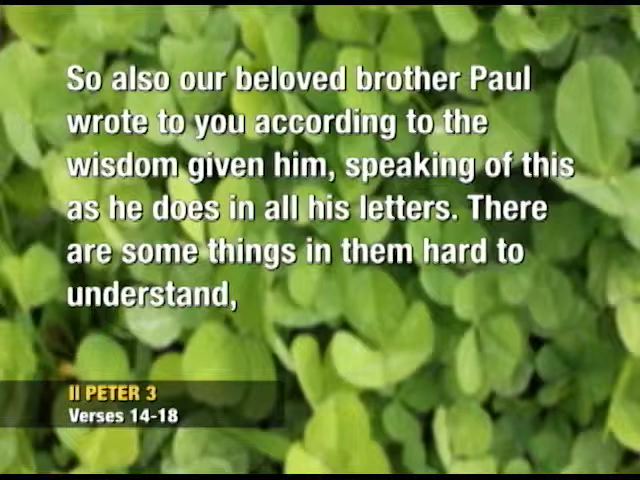 So also our beloved brother Paul
wrote to you according to the
wisdom given him, speaking of this
as he does in all his letters. There
are some things in them hard to
understand,
II PETER 3
Verses 14-18